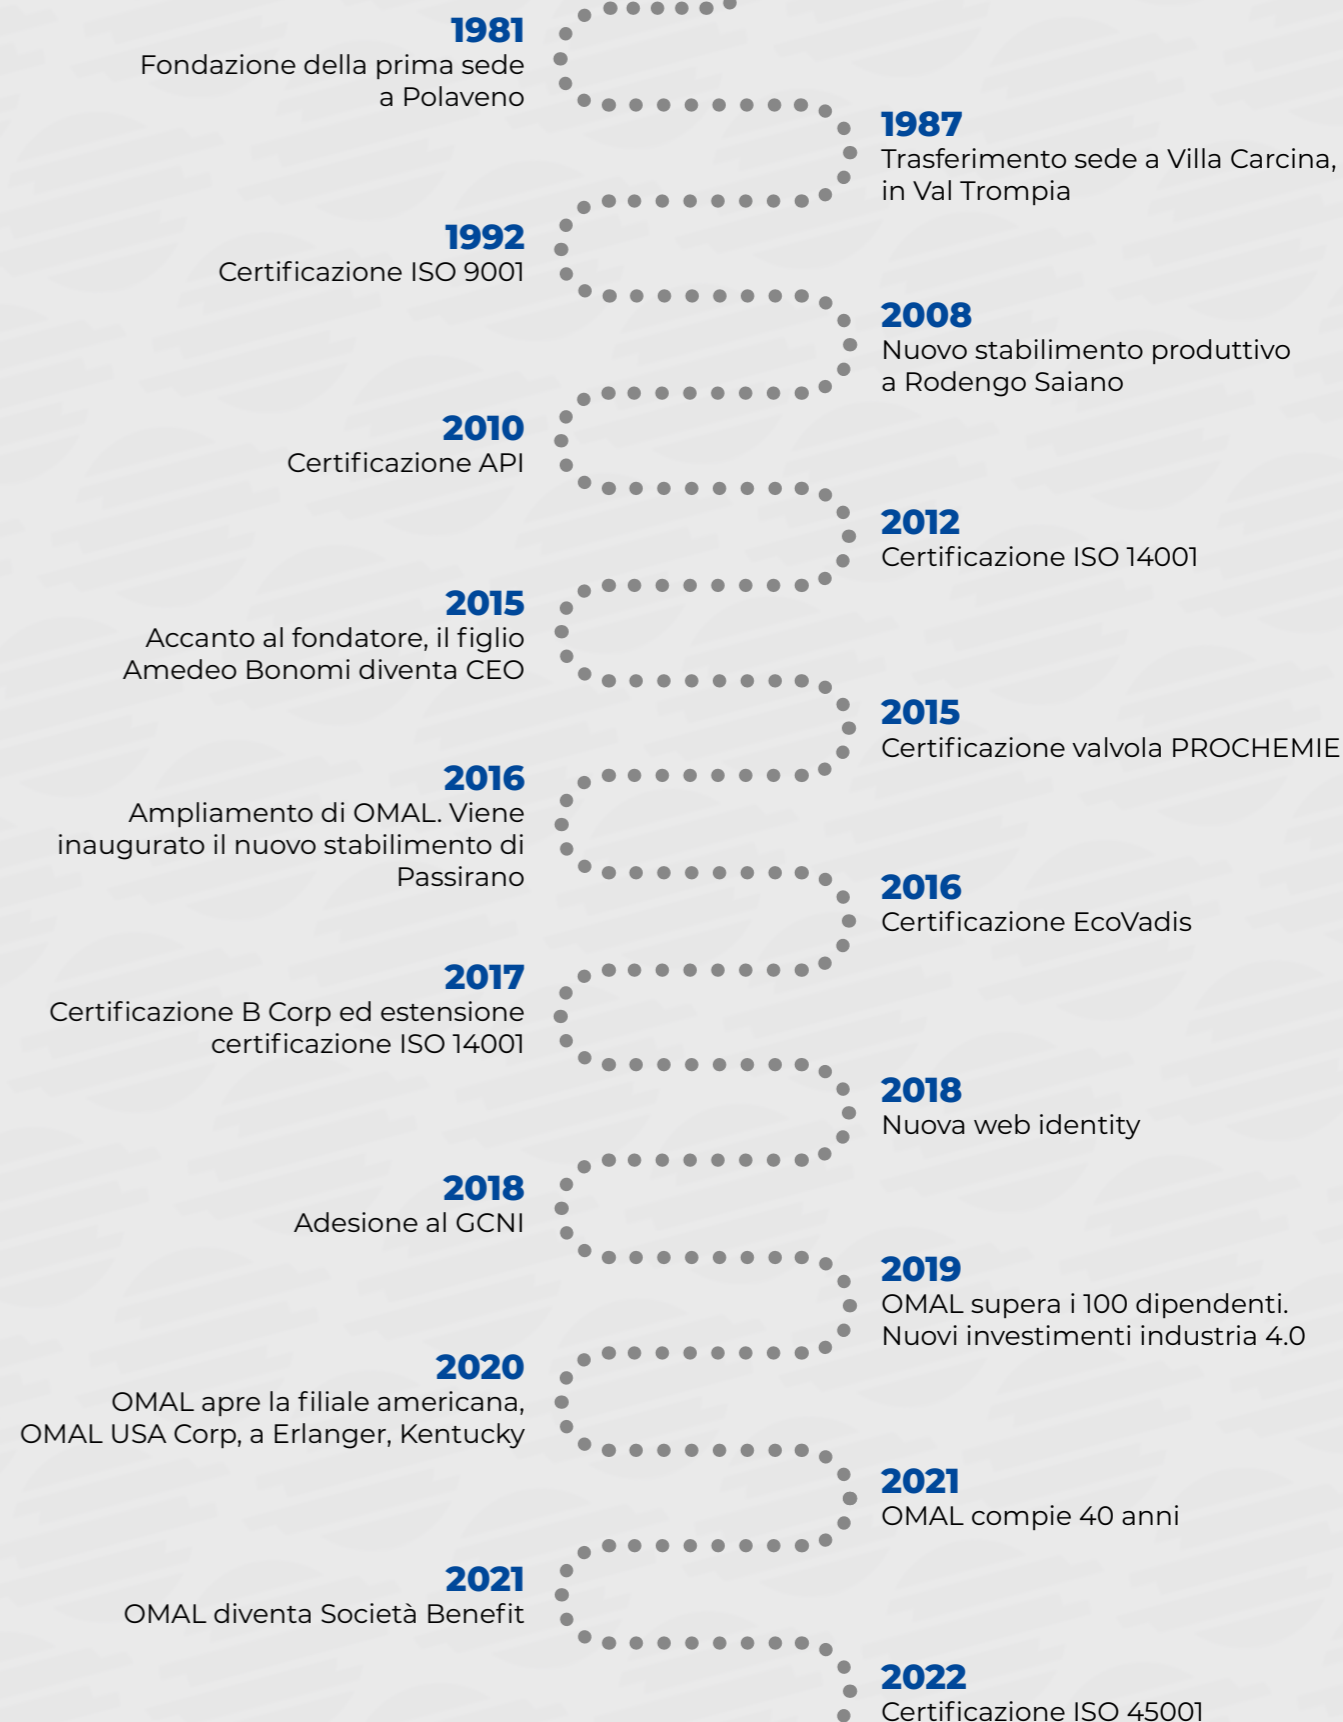 1981
Fondazione della prima sede
a Polaveno
1987
Trasferimento sede a Villa Carcina,
in Val Trompia
1992
Certificazione ISO 9001
2008
Nuovo stabilimento produttivo
a Rodengo Saiano
2010
Certificazione API
2012
Certificazione ISO 14001
2015
Accanto al fondatore, il figlio
Amedeo Bonomi diventa CEO
2015
Certificazione valvola PROCHEMIE
2016
Ampliamento di OMAL. Viene
inaugurato il nuovo stabilimento di
Passirano
2016
Certificazione EcoVadis
2017
Certificazione B Corp ed estensione
certificazione ISO 14001
2018
Nuova web identity
2018
Adesione al GCNI
2019
OMAL supera i 100 dipendenti.
Nuovi investimenti industria 4.0
2020
OMAL apre la filiale americana,
OMAL USA Corp, a Erlanger, Kentucky
2021
OMAL compie 40 anni
2021
OMAL diventa Società Benefit
2022
Certificazione ISO 45001